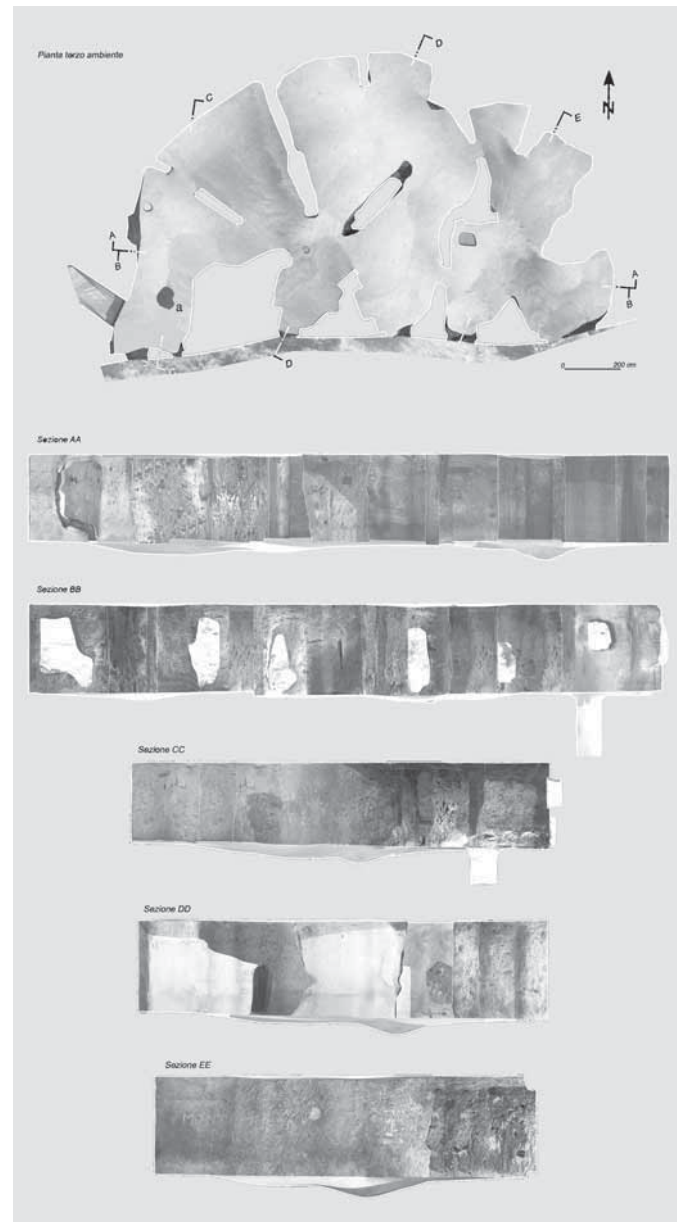 Pianta terzo ambiente
D
C
N
E
A
B
A
B
a
D
0 200 cm
Sezione AA
Sezione BB
Sezione CC
Sezione DD
Sezione EE